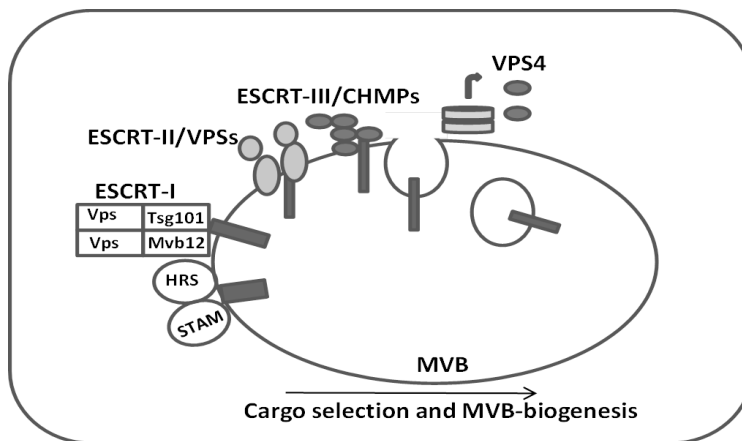 VPS4
ESCRT-III/CHMPs
ESCRT-II/VPSs
ESCRT-I
Vps Tsg101
Vps Mvb12
HRS
STAM
MVB
Cargo selection and MVB-biogenesis